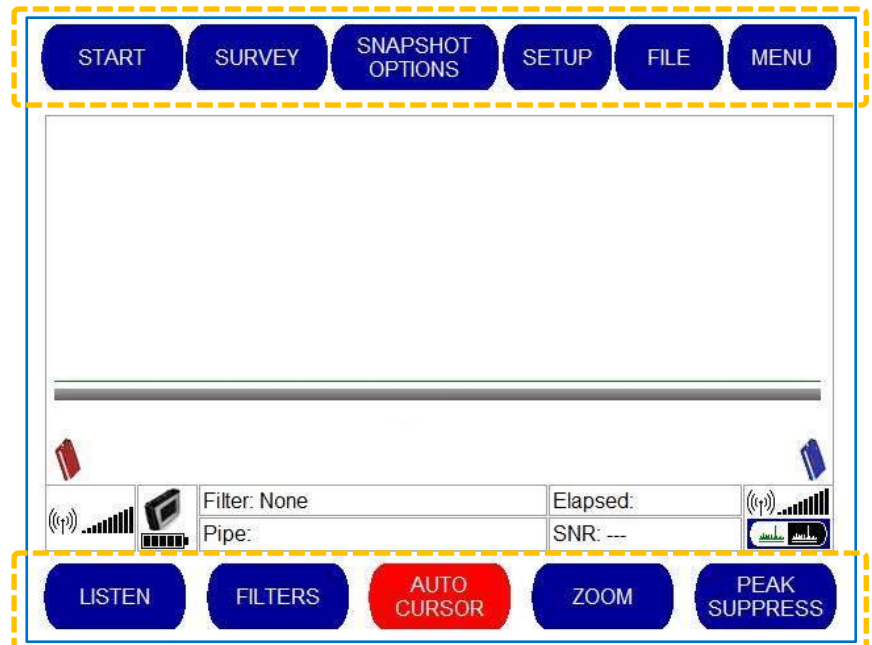 START
SURVEY
SNAPSHOT
OPTIONS
SETUP
FILE
MENU
Filter: None
Elapsed:
Pipe:
SNR: ---
LISTEN
FILTERS
AUTO
CURSOR
ZOOM
PEAK
SUPPRESS